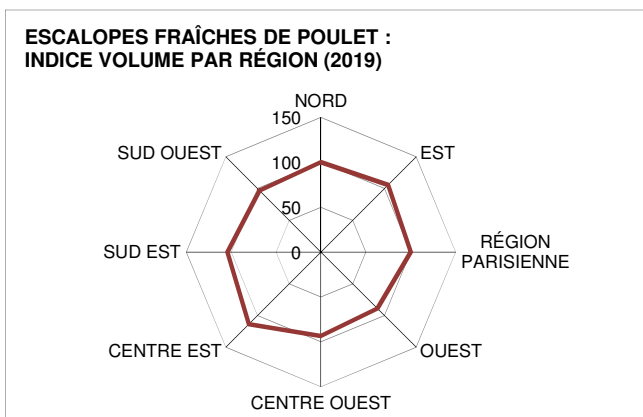 ESCALOPES FRAÎCHES DE POULET :
INDICE VOLUME PAR RÉGION (2019)
NORD
150
SUD OUEST
EST
100
50
SUD EST
0
RÉGION
PARISIENNE
CENTRE EST
OUEST
CENTRE OUEST